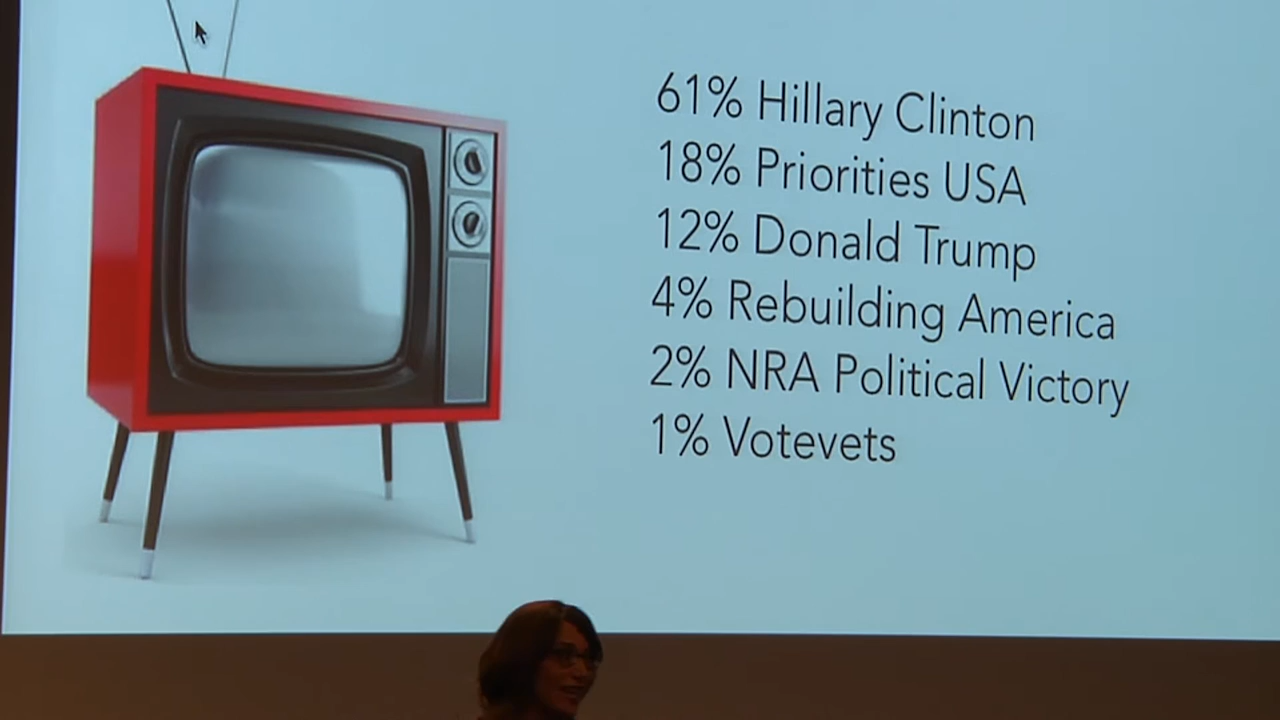 61% Hillary Clinton
18% Priorities USA
12% Donald Trump
4% Rebuilding America
2% NRA Political Victory
1% Votevets